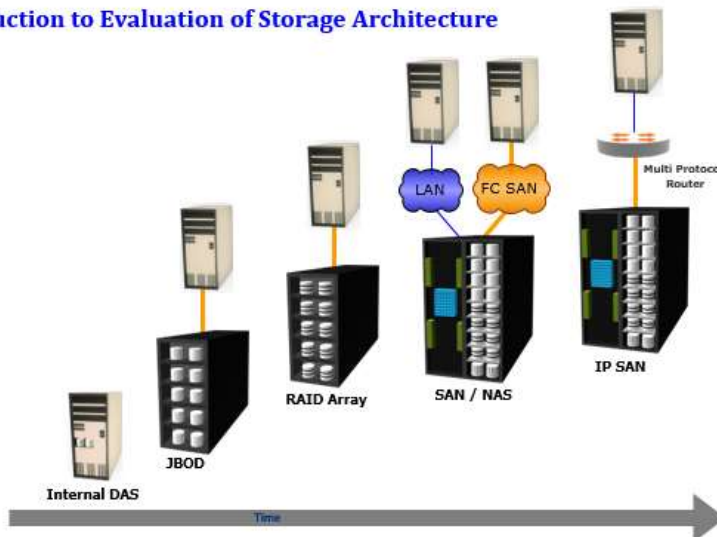 uction to Evaluation of Storage Architecture
LAN
FC SAN
Multi Protoco
Router
IP SAN
SAN / NAS
RAID Array
JBOD
Internal DAS
Time